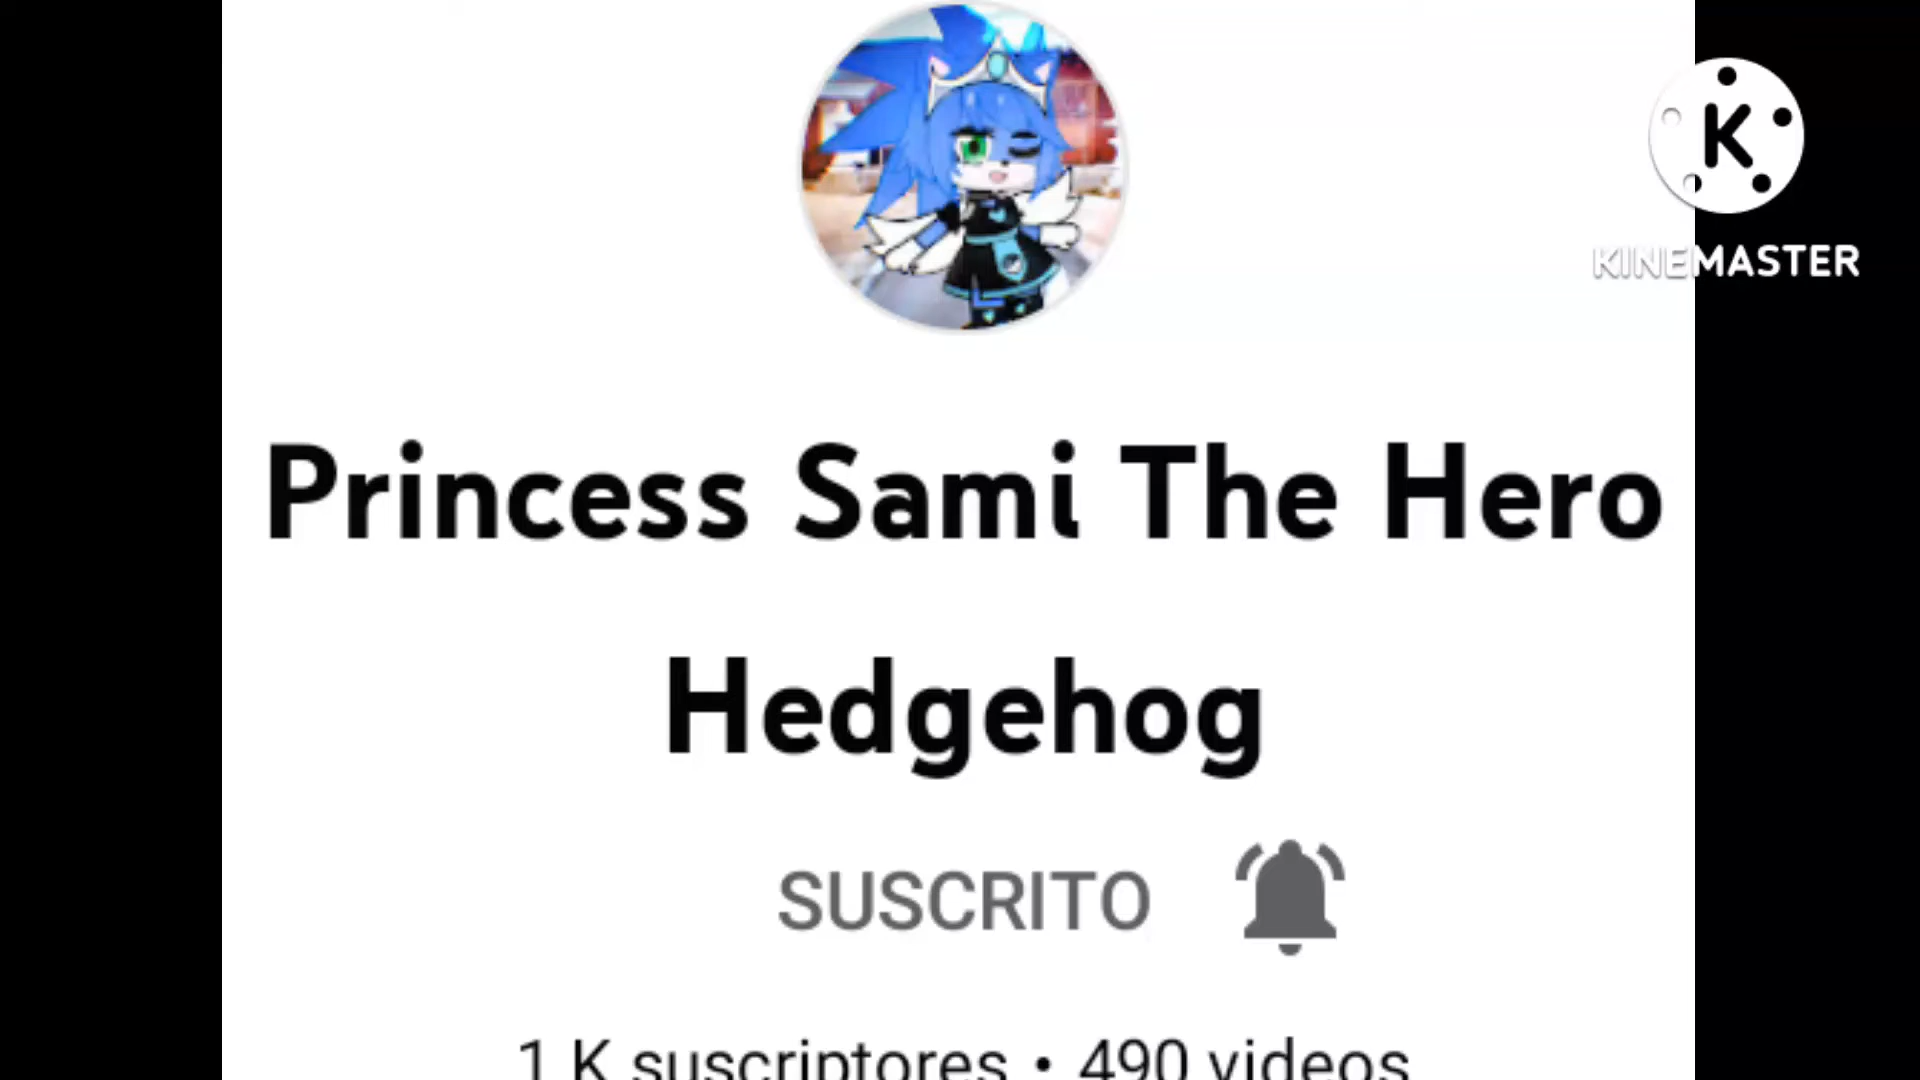 K
KINEMASTER
Princess Sami The Hero
Hedgehog
SUSCRITO
1 K suscriptores • 490 videos